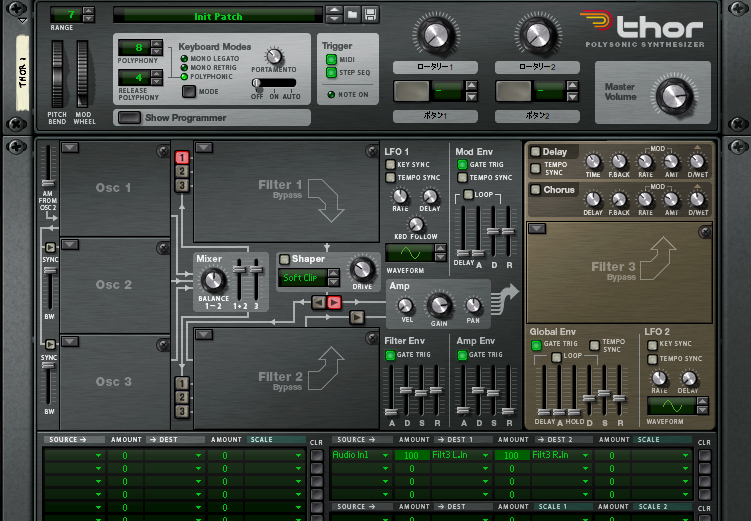 7
RANGE
Init Patch
thor
POLYSONIC SYNTHESIZER
THOR 1
PITCH BEND
MOD WHEEL
8
POLYPHONY
4
RELEASE POLYPHONY
Keyboard Modes
MONO LEGATO
MONO RETRIG
POLYPHONIC
MODE
PORTAMENTO
OFF ON AUTO
Trigger
MIDI
STEP SEQ
NOTE ON
ロータリー1
ロータリー2
ボタン1
ボタン2
Master Volume
Show Programmer
AM FROM OSC 2
SYNC
BW
SYNC
BW
Osc 1
Osc 2
Osc 3
1
2
3
Filter 1
Bypass
Mixer
BALANCE
1–2
1+2
3
Shaper
Soft Clip
DRIVE
Filter 2
Bypass
1
2
3
LFO 1
KEY SYNC
TEMPO SYNC
RATE
DELAY
KBD FOLLOW
WAVEFORM
Mod Env
GATE TRIG
TEMPO SYNC
LOOP
DELAY A D R
Amp
VEL
GAIN
PAN
Filter Env
GATE TRIG
A D S R
Amp Env
GATE TRIG
A D S R
Delay
TEMPO SYNC
MOD
TIME F.BACK RATE AMT D/WET
Chorus
MOD
DELAY F.BACK RATE AMT D/WET
Filter 3
Bypass
Global Env
GATE TRIG
TEMPO SYNC
LOOP
DELAY A HOLD D S R
LFO 2
KEY SYNC
TEMPO SYNC
RATE
DELAY
WAVEFORM
SOURCE → AMOUNT → DEST AMOUNT SCALE CLR
0 0
0 0
0 0
0 0
0 0
0 0
SOURCE → AMOUNT → DEST 1 AMOUNT → DEST 2 AMOUNT SCALE CLR
Audio In1 100 Filt3 L.In 100 Filt3 R.In 0
0 0 0
0 0 0
0 0 0
SOURCE → AMOUNT → DEST AMOUNT SCALE 1 AMOUNT SCALE 2 CLR
0 0 0